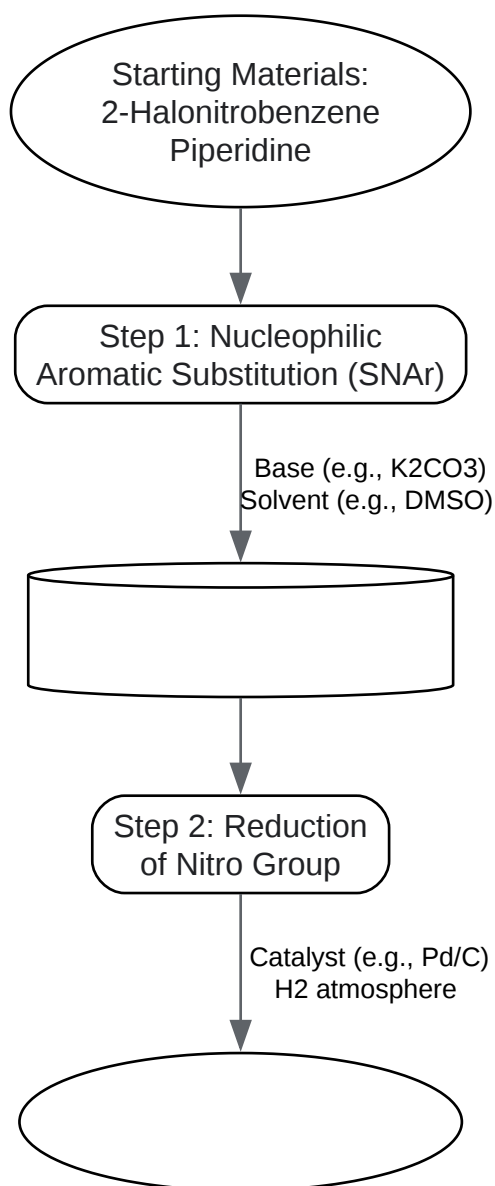 Starting Materials:
2-Halonitrobenzene
Piperidine
Step 1: Nucleophilic
Aromatic Substitution (SNAr)
Base (e.g., K2CO3)
Solvent (e.g., DMSO)
Step 2: Reduction
of Nitro Group
Catalyst (e.g., Pd/C)
H2 atmosphere